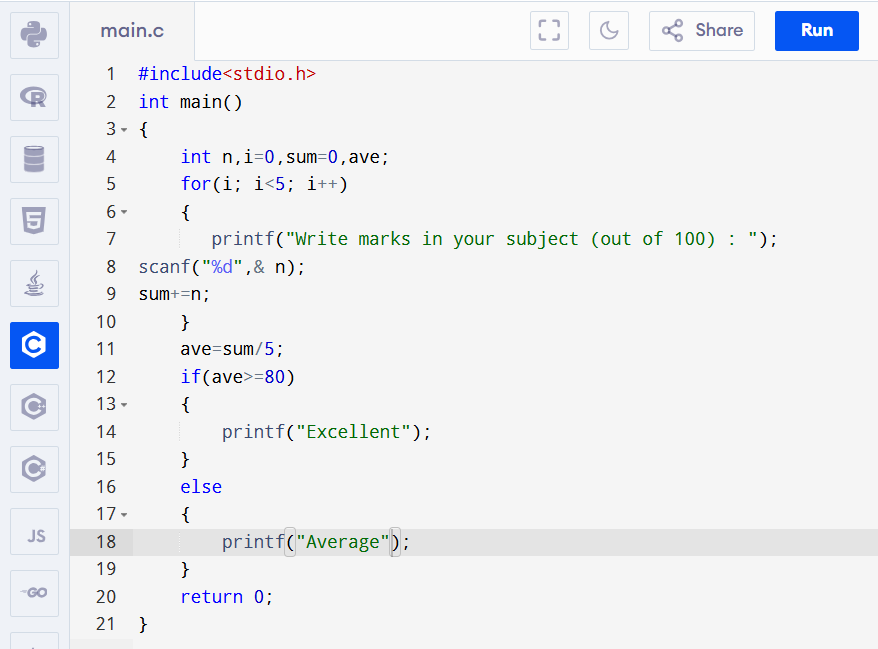 main.c
Share
Run
1 #include<stdio.h>
2 int main()
3 {
4 int n,i=0,sum=0,ave;
5 for(i; i<5; i++)
6 {
7 printf("Write marks in your subject (out of 100) : ");
8 scanf("%d",& n);
9 sum+=n;
10 }
11 ave=sum/5;
12 if(ave>=80)
13 {
14 printf("Excellent");
15 }
16 else
17 {
18 printf("Average");
19 }
20 return 0;
21 }
R
5
C
C+
C#
JS
GO